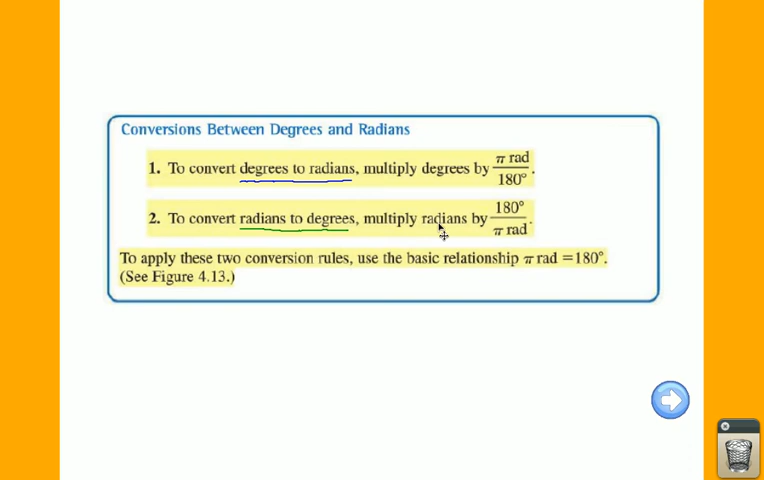 Conversions Between Degrees and Radians
1. To convert degrees to radians, multiply degrees by π rad / 180°.
2. To convert radians to degrees, multiply radians by 180° / π rad.
To apply these two conversion rules, use the basic relationship π rad = 180°.
(See Figure 4.13.)